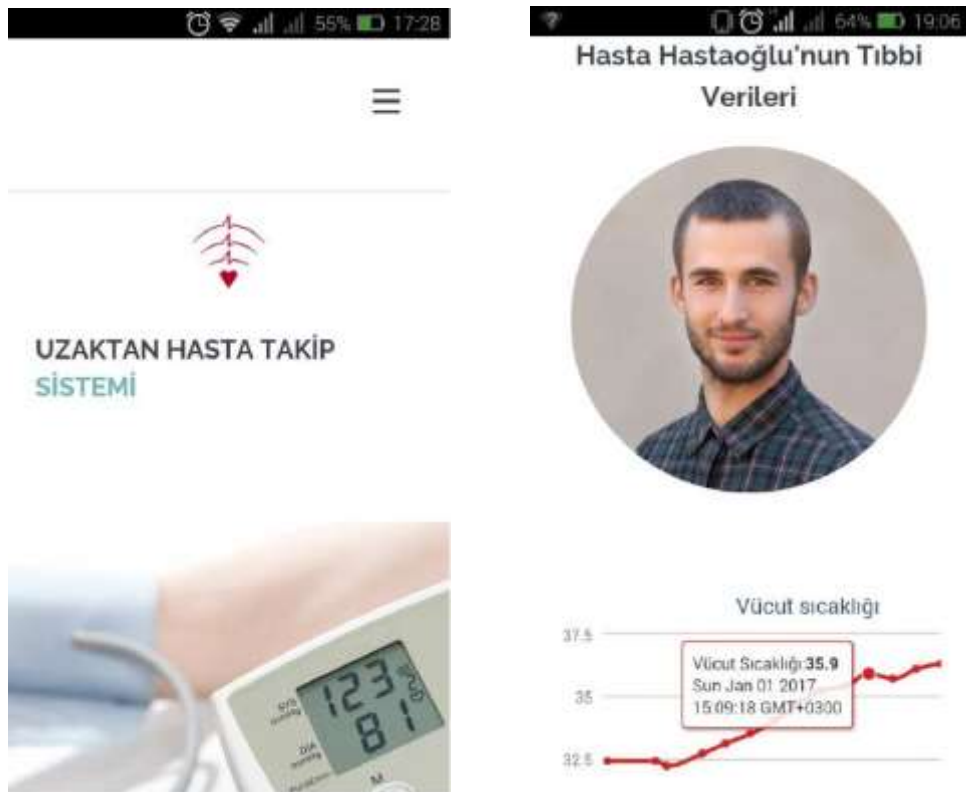 55% 17:28
UZAKTAN HASTA TAKİP
SİSTEMİ
SYS
mmHg
123
DIA
mmHg
81
M
64% 19:06
Hasta Hastaoğlu'nun Tıbbi
Verileri
Vücut sıcaklığı
37.5
Vücut Sıcaklığı: 35.9
Sun Jan 01 2017
15:09:18 GMT+0300
35
32.5